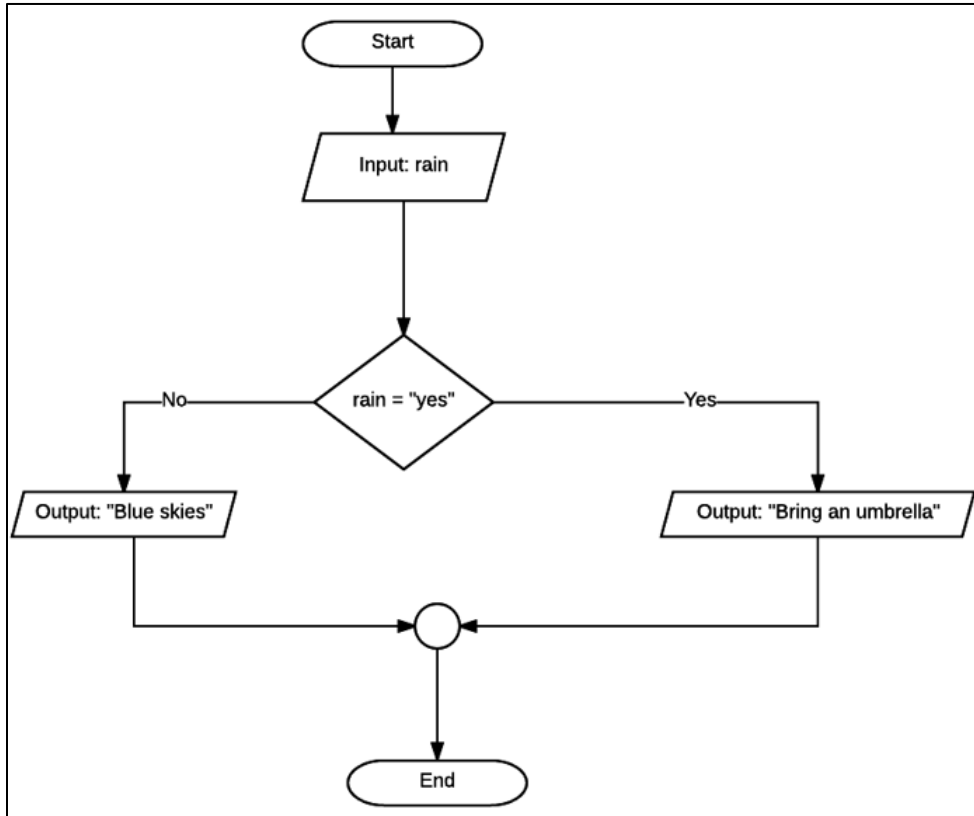 Start
Input: rain
rain = "yes"
No
Yes
Output: "Blue skies"
Output: "Bring an umbrella"
End